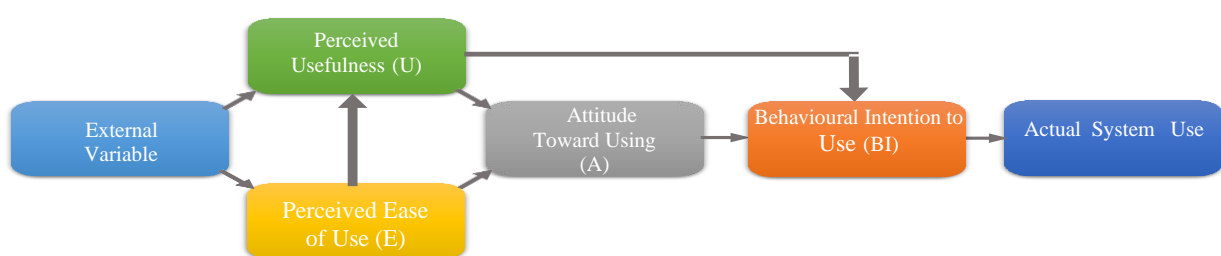 Perceived
Usefulness (U)
External
Variable
Attitude
Toward Using
(A)
Behavioural Intention to
Use (BI)
Actual System Use
Perceived Ease
of Use (E)